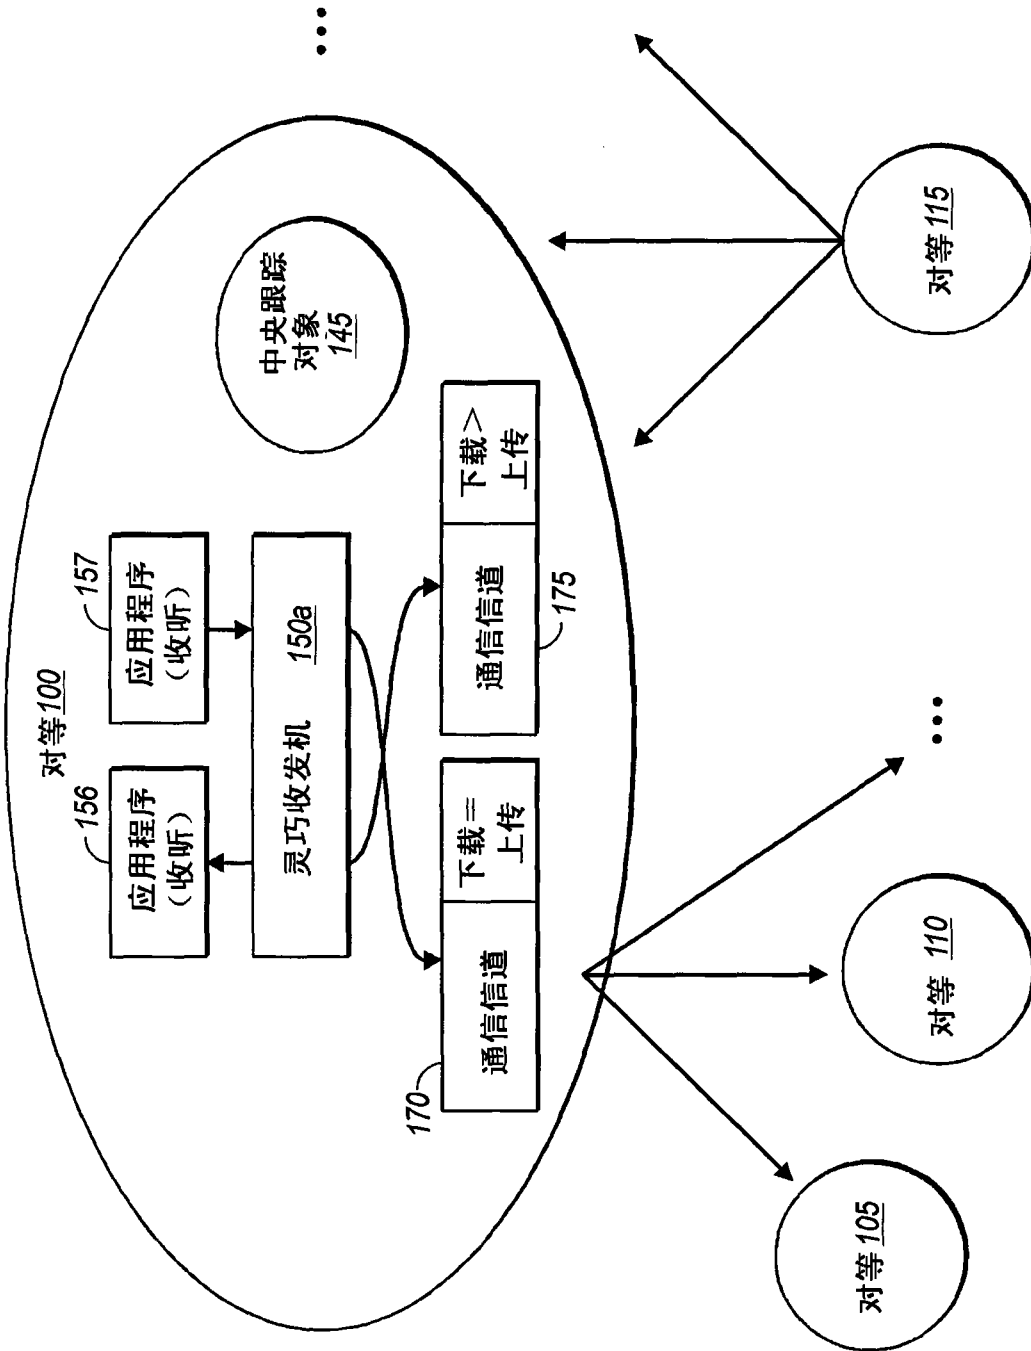 对等100
156
应用程序
(收听)
157
应用程序
(收听)
灵巧收发机 150a
中央跟踪
对象
145
170
通信信道
下载=
上传
通信信道
下载>
上传
175
...
...
对等105
对等 110
对等 115